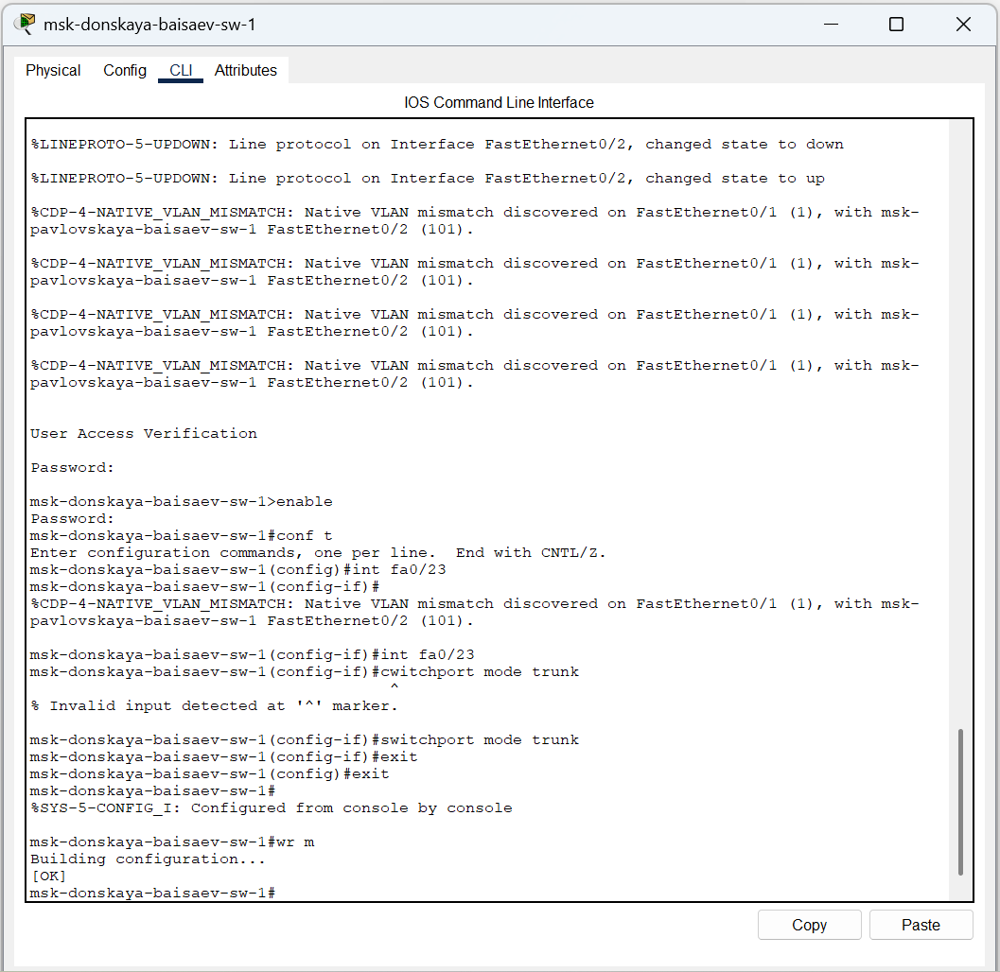 msk-donskaya-baisaev-sw-1
Physical Config CLI Attributes
IOS Command Line Interface
%LINEPROTO-5-UPDOWN: Line protocol on Interface FastEthernet0/2, changed state to down
%LINEPROTO-5-UPDOWN: Line protocol on Interface FastEthernet0/2, changed state to up
%CDP-4-NATIVE_VLAN_MISMATCH: Native VLAN mismatch discovered on FastEthernet0/1 (1), with msk-
pavlovskaya-baisaev-sw-1 FastEthernet0/2 (101).
%CDP-4-NATIVE_VLAN_MISMATCH: Native VLAN mismatch discovered on FastEthernet0/1 (1), with msk-
pavlovskaya-baisaev-sw-1 FastEthernet0/2 (101).
%CDP-4-NATIVE_VLAN_MISMATCH: Native VLAN mismatch discovered on FastEthernet0/1 (1), with msk-
pavlovskaya-baisaev-sw-1 FastEthernet0/2 (101).
%CDP-4-NATIVE_VLAN_MISMATCH: Native VLAN mismatch discovered on FastEthernet0/1 (1), with msk-
pavlovskaya-baisaev-sw-1 FastEthernet0/2 (101).
User Access Verification
Password:
msk-donskaya-baisaev-sw-1>enable
Password:
msk-donskaya-baisaev-sw-1#conf t
Enter configuration commands, one per line.  End with CNTL/Z.
msk-donskaya-baisaev-sw-1(config)#int fa0/23
msk-donskaya-baisaev-sw-1(config-if)#
%CDP-4-NATIVE_VLAN_MISMATCH: Native VLAN mismatch discovered on FastEthernet0/1 (1), with msk-
pavlovskaya-baisaev-sw-1 FastEthernet0/2 (101).
msk-donskaya-baisaev-sw-1(config-if)#int fa0/23
msk-donskaya-baisaev-sw-1(config-if)#cwitchport mode trunk
^
% Invalid input detected at '^' marker.
msk-donskaya-baisaev-sw-1(config-if)#switchport mode trunk
msk-donskaya-baisaev-sw-1(config-if)#exit
msk-donskaya-baisaev-sw-1(config)#exit
msk-donskaya-baisaev-sw-1#
%SYS-5-CONFIG_I: Configured from console by console
msk-donskaya-baisaev-sw-1#wr m
Building configuration...
[OK]
msk-donskaya-baisaev-sw-1#
Copy Paste